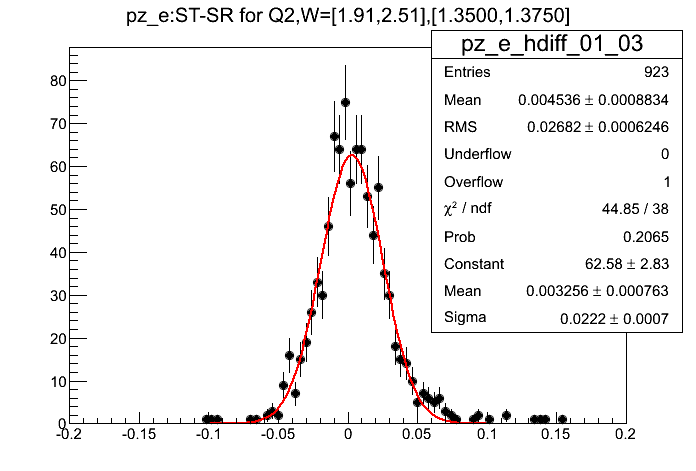 pz_e:ST-SR for Q2,W=[1.91,2.51],[1.3500,1.3750]
pz_e_hdiff_01_03
Entries 923
Mean 0.004536 ± 0.0008834
RMS 0.02682 ± 0.0006246
Underflow 0
Overflow 1
χ² / ndf 44.85 / 38
Prob 0.2065
Constant 62.58 ± 2.83
Mean 0.003256 ± 0.000763
Sigma 0.0222 ± 0.0007
80
70
60
50
40
30
20
10
0
-0.2 -0.15 -0.1 -0.05 0 0.05 0.1 0.15 0.2